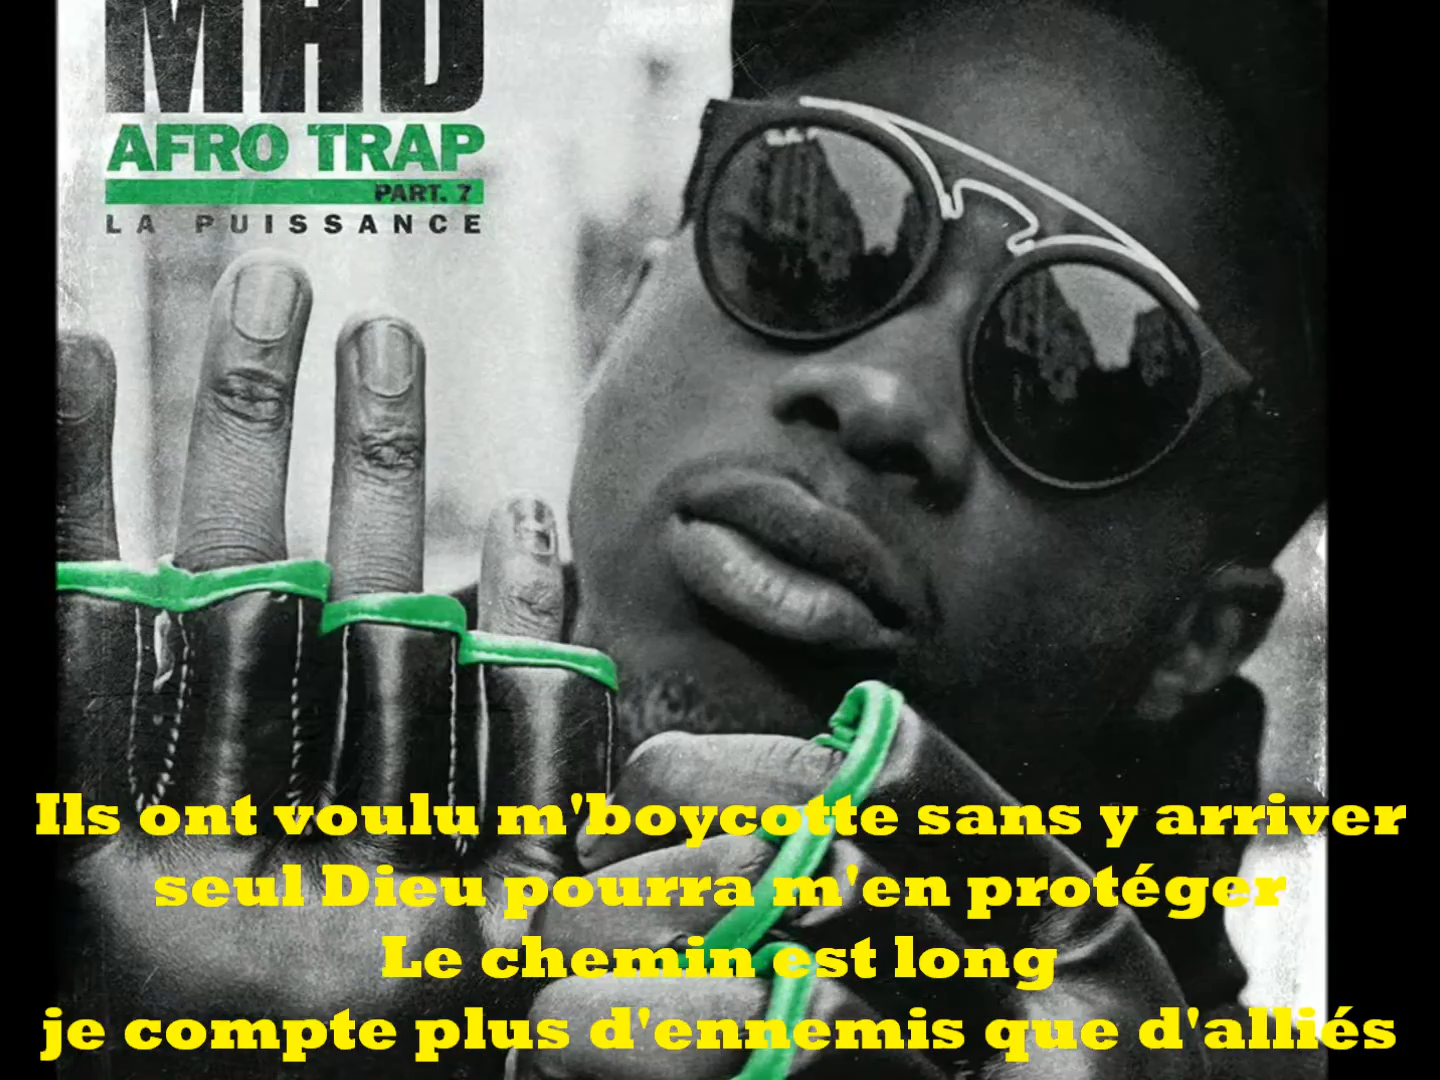 MHD
AFRO TRAP
PART. 7
LA PUISSANCE
Ils ont voulu m'boycotte sans y arriver
seul Dieu pourra m'en protéger
Le chemin est long
je compte plus d'ennemis que d'alliés